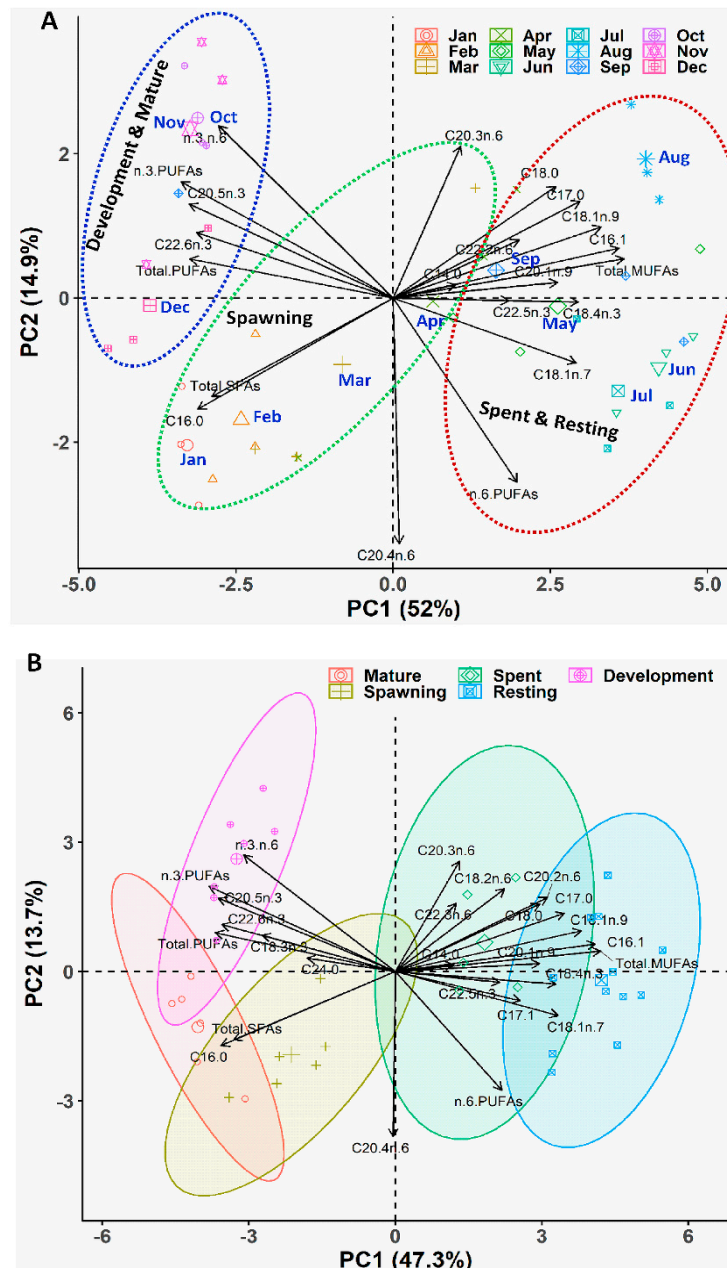 A
Jan
Apr
Jul
Oct
Feb
May
Aug
Nov
Mar
Jun
Sep
Dec
Development & Mature
Nov
Oct
n.3.n.6
n.3.PUFAs
C20.5n.3
C22.6n.3
Total.PUFAs
Dec
Spawning
Total.SFAs
C16.0
Feb
Jan
Mar
Apr
C20.3n.6
C18.0
C17.0
C18.1n.9
C16.1
Sep
C14.0
C20.1n.9
Total.MUFAs
C22.5n.3
May
C18.4n.3
C18.1n.7
Aug
Jun
Jul
Spent & Resting
n.6.PUFAs
C20.4n.6
2
0
-2
-5.0
-2.5
0.0
2.5
5.0
PC2 (14.9%)
PC1 (52%)
B
Mature
Spent
Development
Spawning
Resting
n.3.n.6
n.3.PUFAs
C20.5n.3
C22.6n.3
Total.PUFAs
C18.3n.3
C24.0
Total.SFAs
C16.0
C20.3n.6
C18.2n.6
C20.2n.6
C22.3n.6
C17.0
C18.0
C18.1n.9
C14.0
C20.1n.9
C16.1
Total.MUFAs
C18.4n.3
C22.5n.3
C17.1
C18.1n.7
n.6.PUFAs
C20.4n.6
6
3
0
-3
-6
-3
0
3
6
PC2 (13.7%)
PC1 (47.3%)